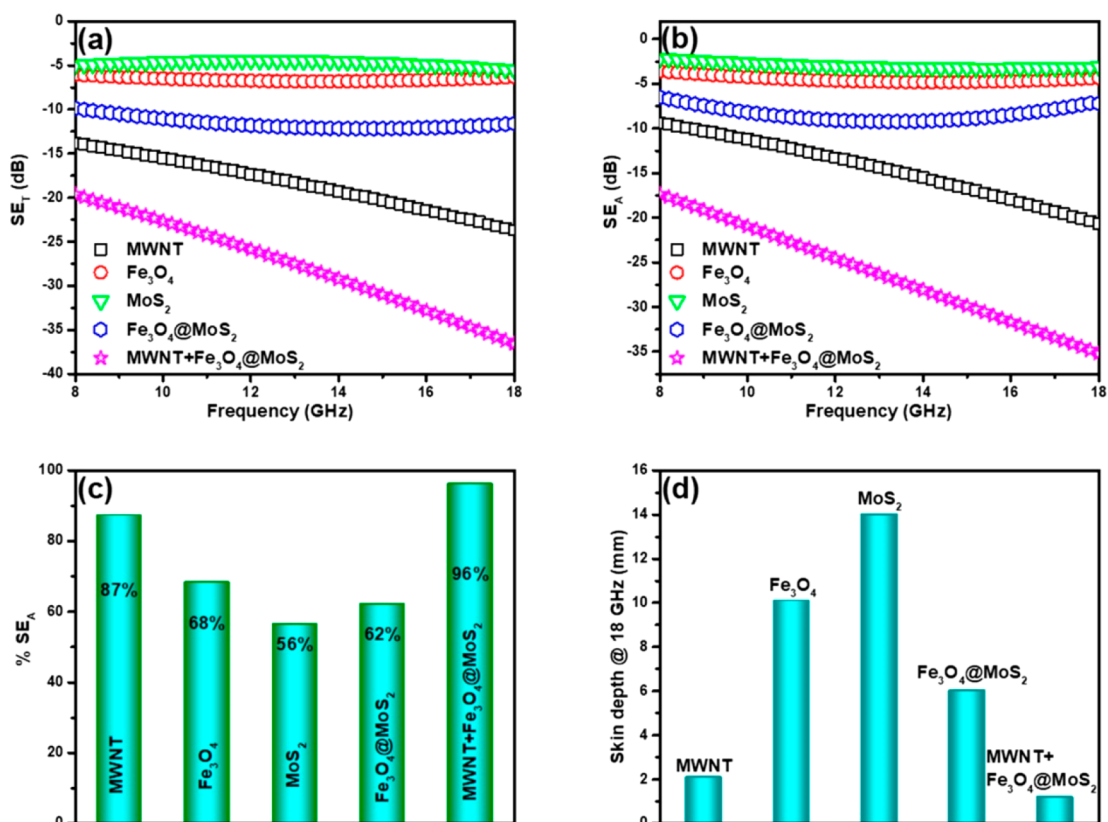 (a)
0
-5
-10
-15
-20
-25
-30
-35
-40
SE_T (dB)
MWNT
Fe₃O₄
MoS₂
Fe₃O₄@MoS₂
MWNT+Fe₃O₄@MoS₂
8 10 12 14 16 18
Frequency (GHz)
(b)
0
-5
-10
-15
-20
-25
-30
-35
SE_A (dB)
MWNT
Fe₃O₄
MoS₂
Fe₃O₄@MoS₂
MWNT+Fe₃O₄@MoS₂
8 10 12 14 16 18
Frequency (GHz)
(c)
100
80
60
40
20
0
% SE_A
87%
68%
56%
62%
96%
MWNT
Fe₃O₄
MoS₂
Fe₃O₄@MoS₂
MWNT+Fe₃O₄@MoS₂
(d)
16
14
12
10
8
6
4
2
0
Skin depth @ 18 GHz (mm)
MWNT
Fe₃O₄
MoS₂
Fe₃O₄@MoS₂
MWNT+
Fe₃O₄@MoS₂